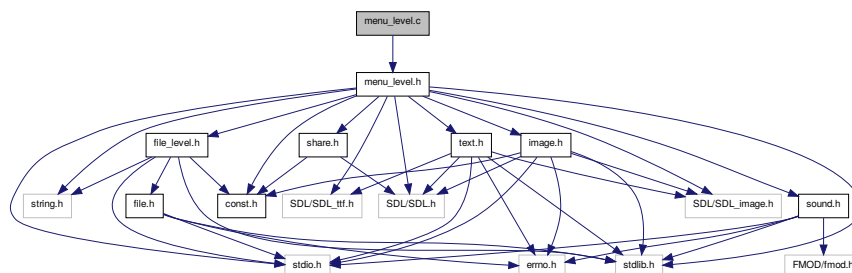 menu_level.c
menu_level.h
file_level.h
share.h
text.h
image.h
string.h
file.h
const.h
SDL/SDL_ttf.h
SDL/SDL.h
SDL/SDL_image.h
sound.h
stdio.h
errno.h
stdlib.h
FMOD/fmod.h